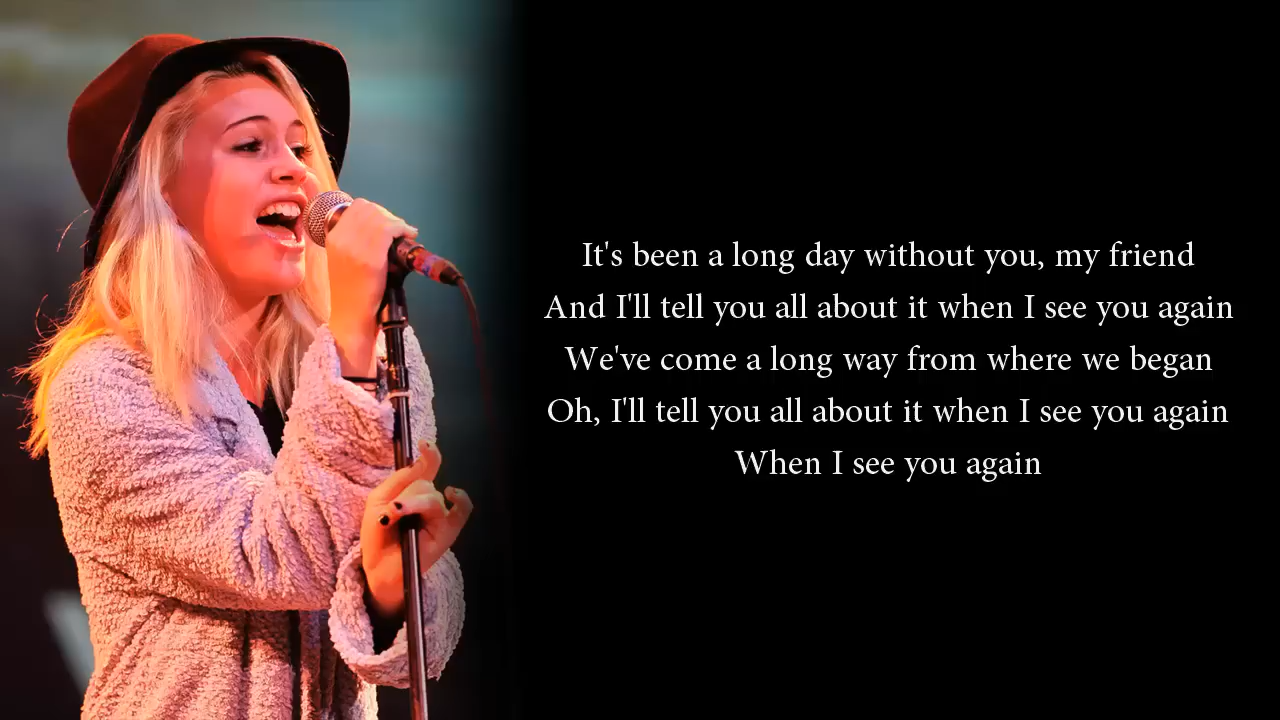 It's been a long day without you, my friend
And I'll tell you all about it when I see you again
We've come a long way from where we began
Oh, I'll tell you all about it when I see you again
When I see you again